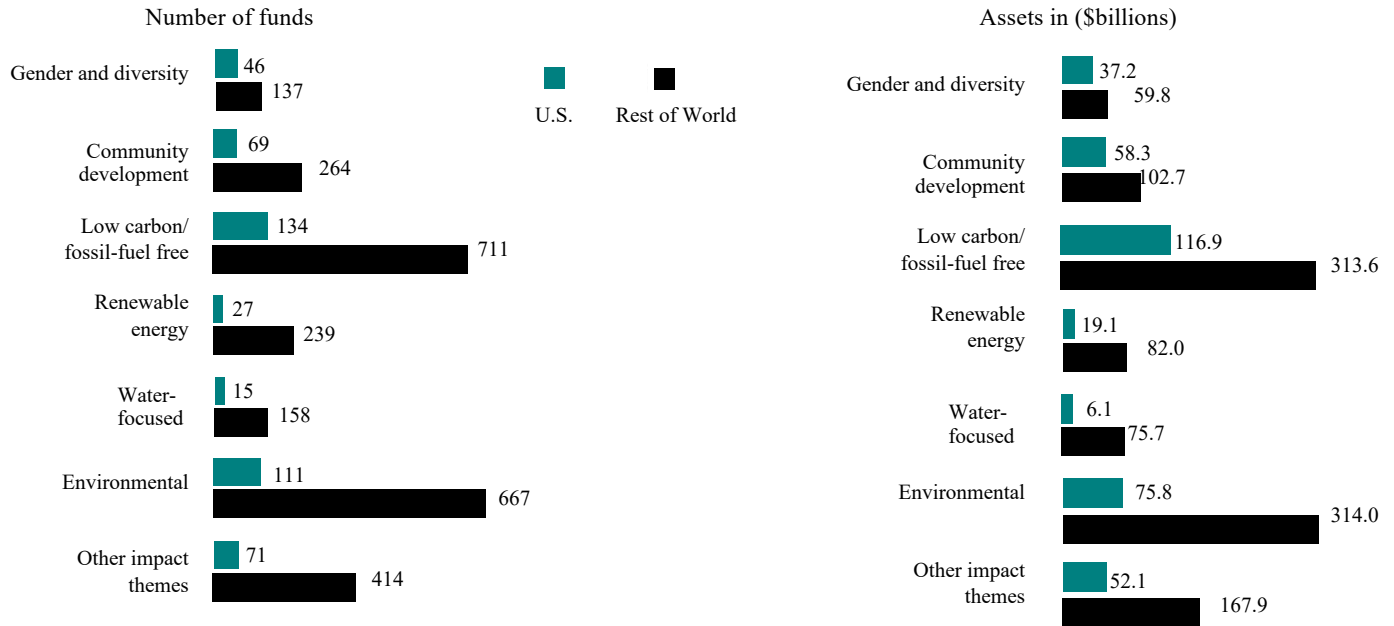 Number of funds
Gender and diversity
46
137
Community
development
69
264
Low carbon/
fossil-fuel free
134
711
Renewable
energy
27
239
Water-
focused
15
158
Environmental
111
667
Other impact
themes
71
414
U.S.
Rest of World
Assets in ($billions)
Gender and diversity
37.2
59.8
Community
development
58.3
102.7
Low carbon/
fossil-fuel free
116.9
313.6
Renewable
energy
19.1
82.0
Water-
focused
6.1
75.7
Environmental
75.8
314.0
Other impact
themes
52.1
167.9